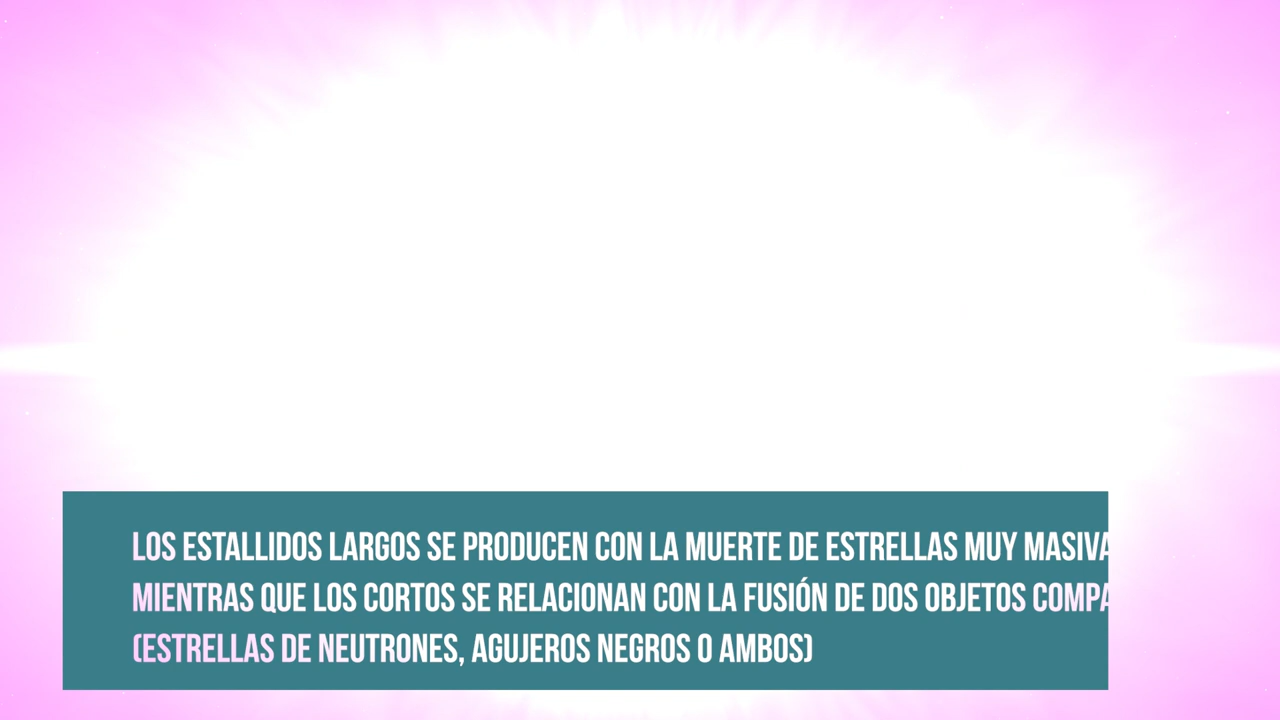 LOS ESTALLIDOS LARGOS SE PRODUCEN CON LA MUERTE DE ESTRELLAS MUY
MIENTRAS QUE LOS CORTOS SE RELACIONAN CON LA FUSIÓN DE DOS OBJETOS
(ESTRELLAS DE NEUTRONES, AGUJEROS NEGROS O AMBOS)